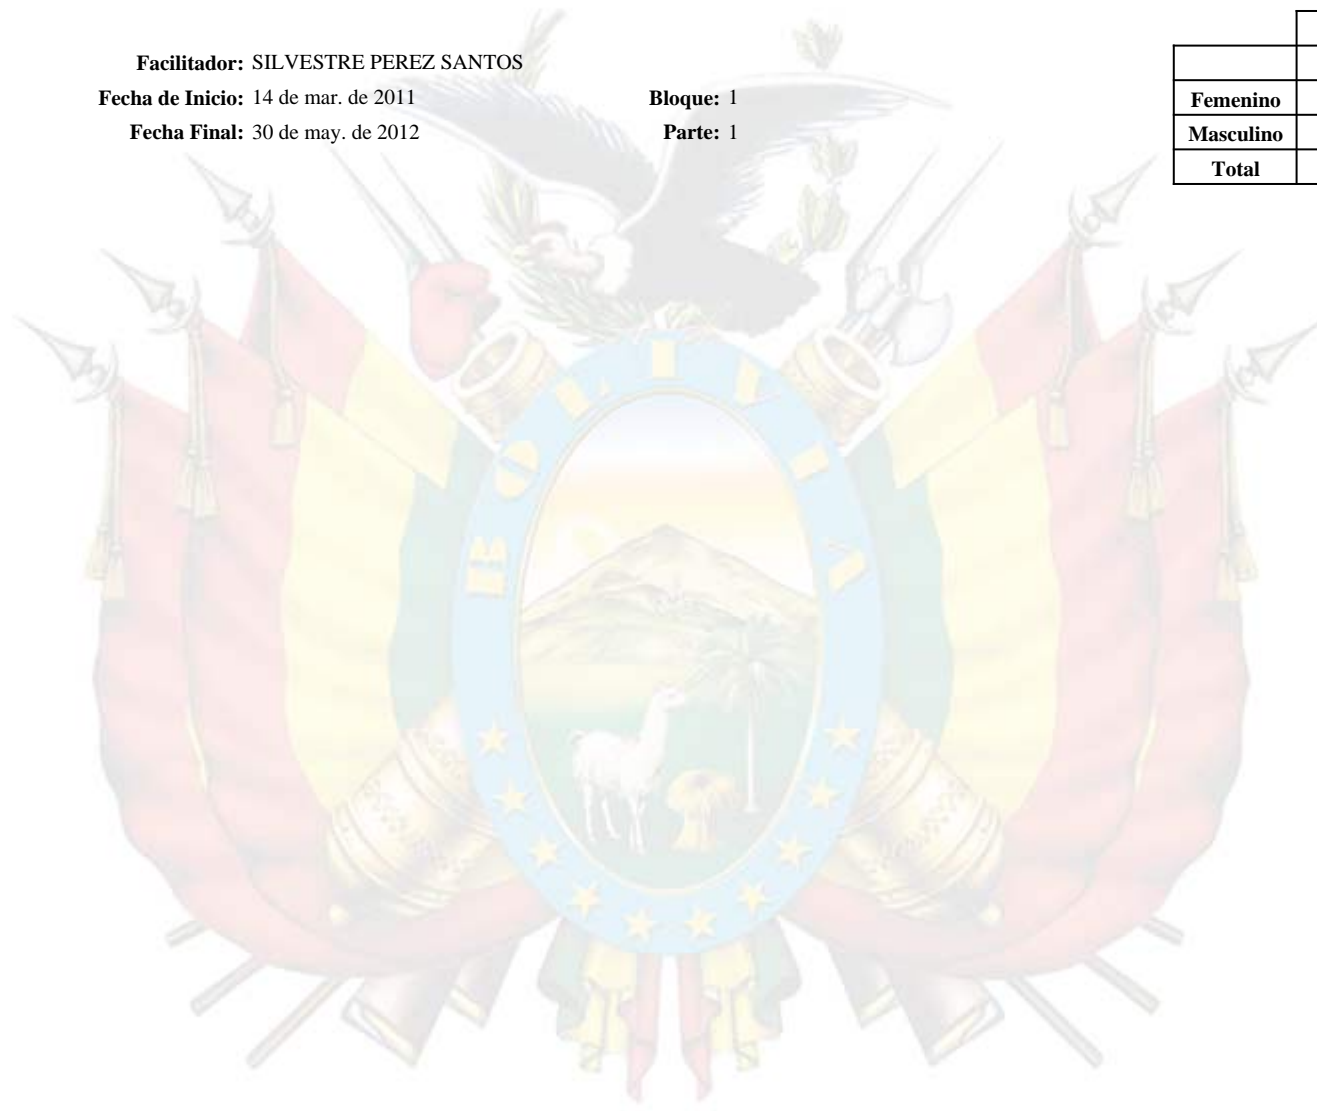 Facilitador: SILVESTRE PEREZ SANTOS
Fecha de Inicio: 14 de mar. de 2011 Bloque: 1
Fecha Final: 30 de may. de 2012 Parte: 1
Femenino
Masculino
Total
BOLIVIA